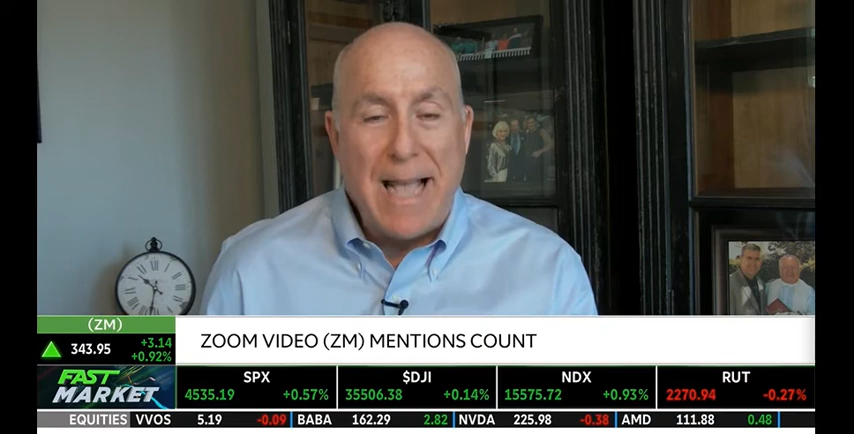 (ZM)
343.95
+3.14
+0.92%
ZOOM VIDEO (ZM) MENTIONS COUNT
FAST
MARKET
SPX
4535.19 +0.57%
$DJI
35506.38 +0.14%
NDX
15575.72 +0.93%
RUT
2270.94 -0.27%
EQUITIES VVOS 5.19 -0.09 BABA 162.29 2.82 NVDA 225.98 -0.38 AMD 111.88 0.48